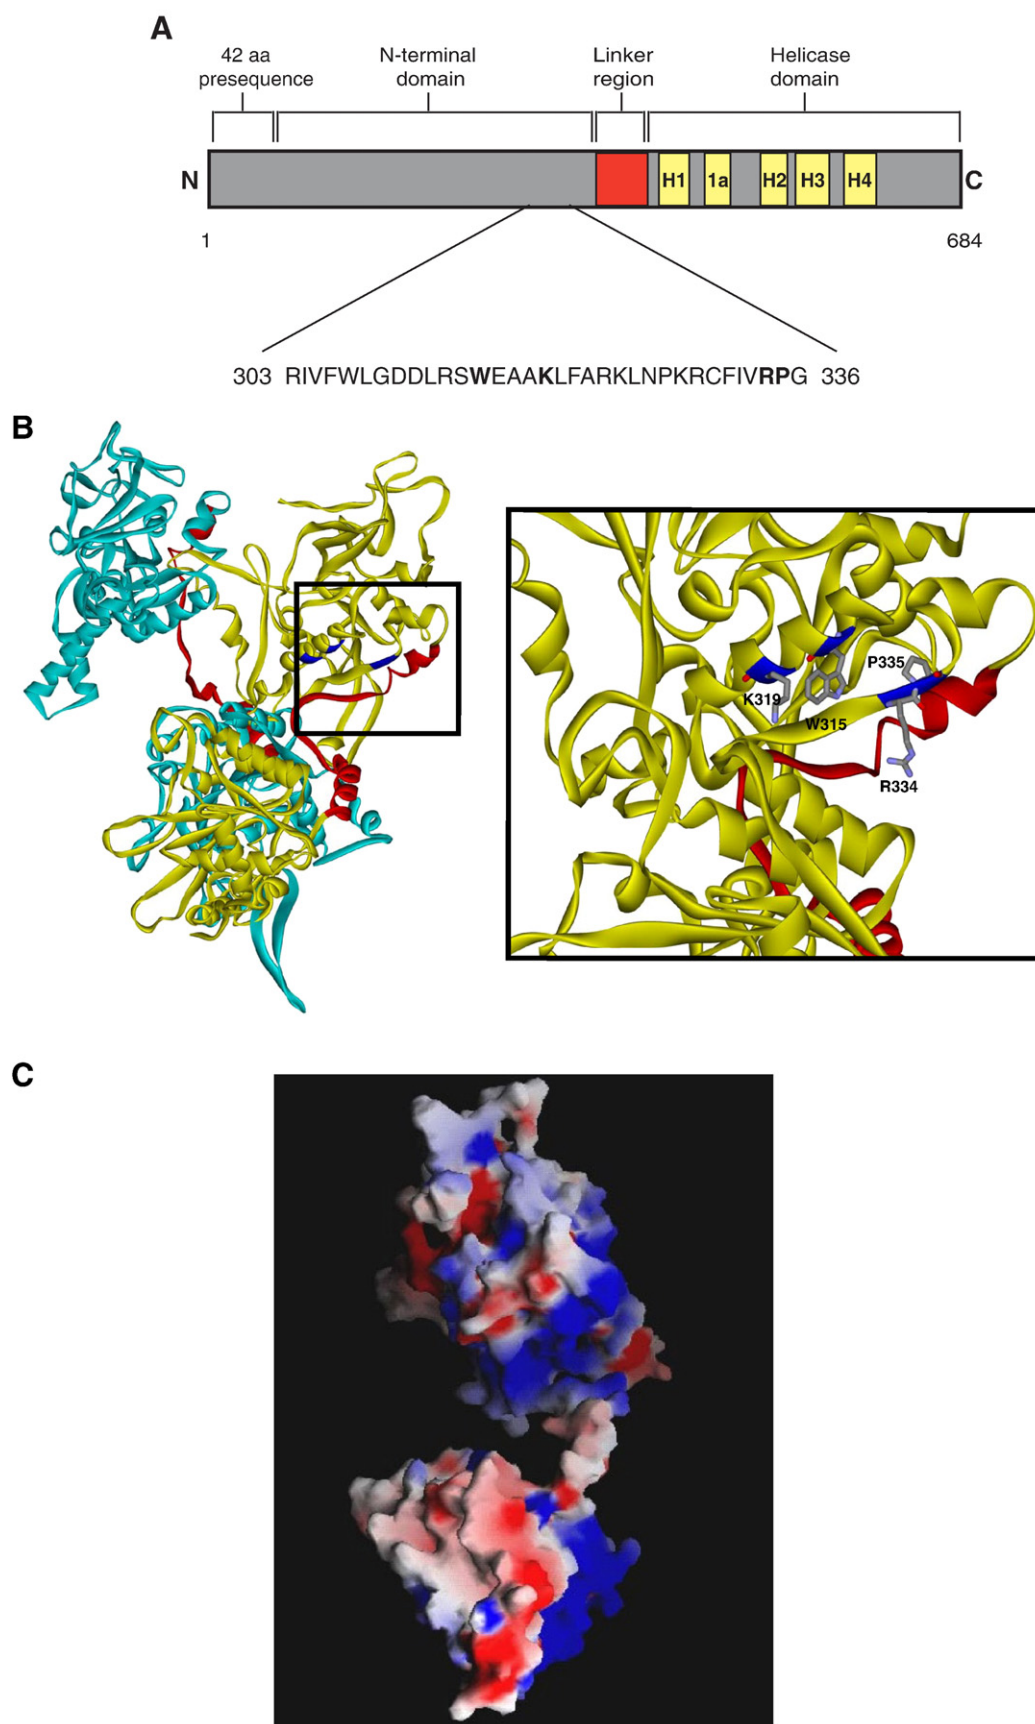 A
42 aa
presequence
N-terminal
domain
Linker
region
Helicase
domain
N
H1
1a
H2
H3
H4
C
1
684
303 RIVFWLGDDLRSWEAAKLFARKLNPKRCFIVRPG 336
B
P335
K319
W315
R334
C